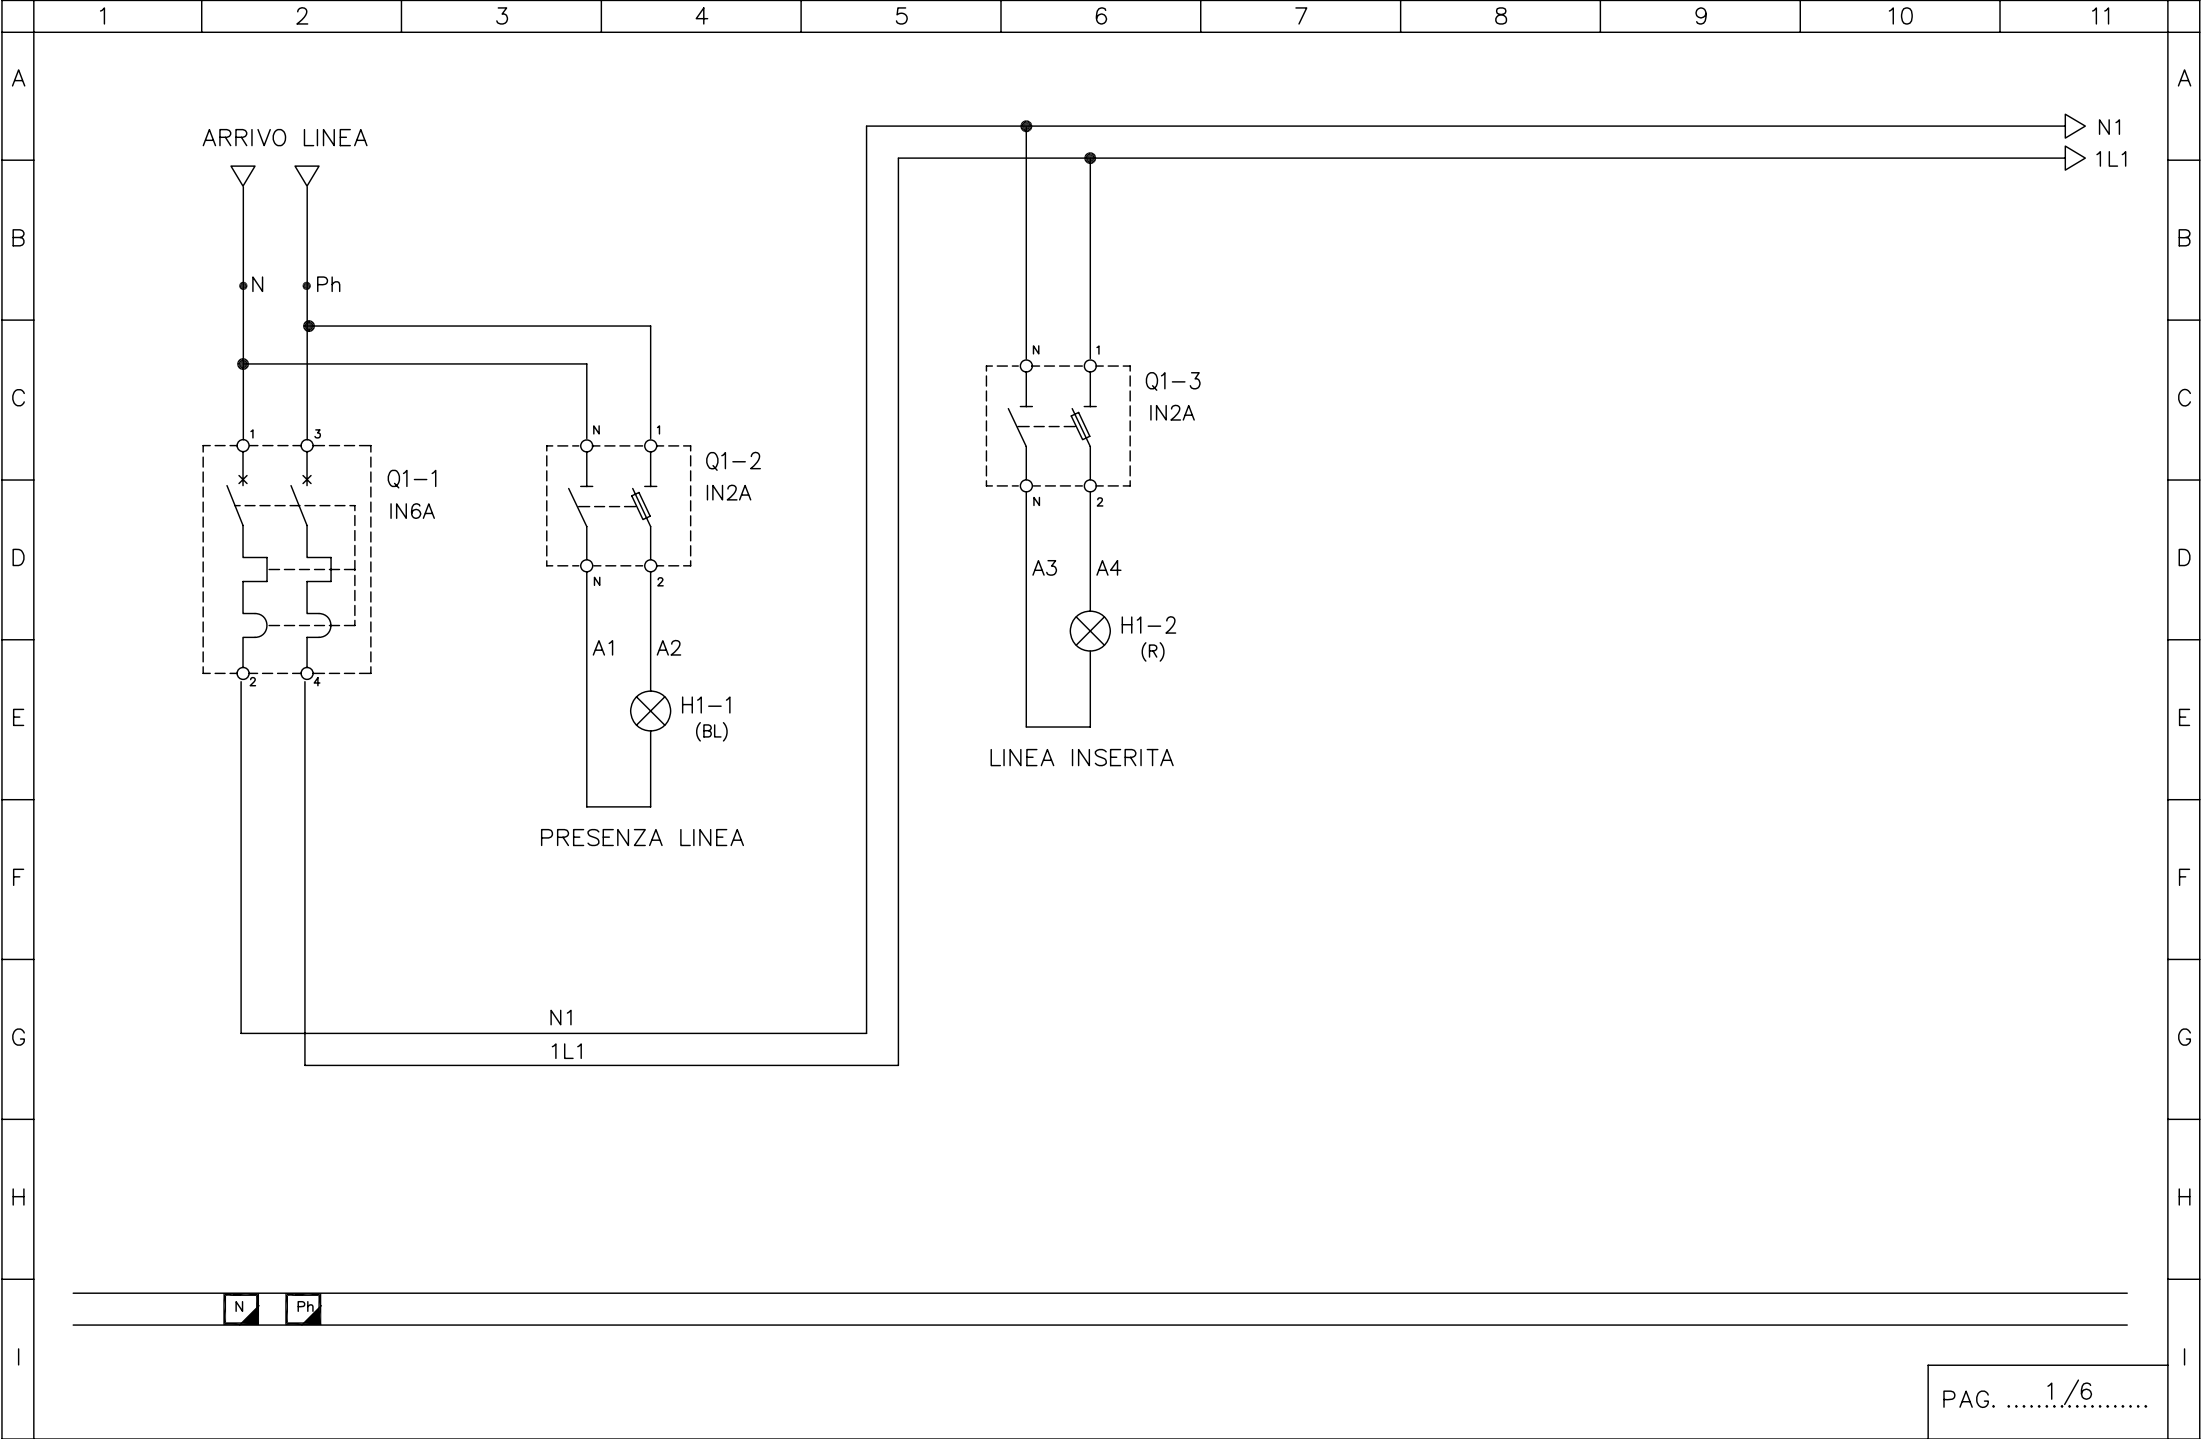 1 2 3 4 5 6 7 8 9 10 11
A A
N1
ARRIVO LINEA
1L1
B B
N Ph
N 1
Q1-3
C C
IN2A
1 3 N 1
Q1-2
Q1-1
IN2A
N 2
IN6A
D D
A3 A4
N 2
H1-2
A1 A2
(R)
2 4
H1-1
E E
(BL)
LINEA INSERITA
PRESENZA LINEA
F F
N1
G G
1L1
H H
N Ph
I I
PAG. ......1/6......